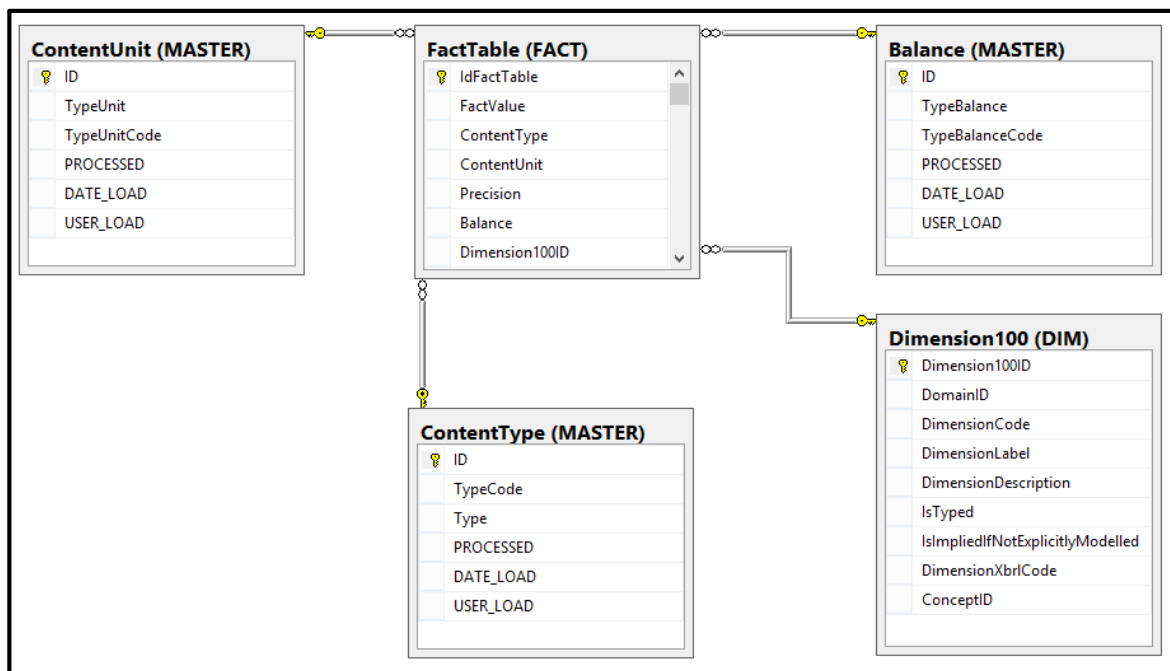 ContentUnit (MASTER)
ID
TypeUnit
TypeUnitCode
PROCESSED
DATE_LOAD
USER_LOAD
FactTable (FACT)
IdFactTable
FactValue
ContentType
ContentUnit
Precision
Balance
Dimension100ID
Balance (MASTER)
ID
TypeBalance
TypeBalanceCode
PROCESSED
DATE_LOAD
USER_LOAD
ContentType (MASTER)
ID
TypeCode
Type
PROCESSED
DATE_LOAD
USER_LOAD
Dimension100 (DIM)
Dimension100ID
DomainID
DimensionCode
DimensionLabel
DimensionDescription
IsTyped
IsImpliedIfNotExplicitlyModelled
DimensionXbrlCode
ConceptID